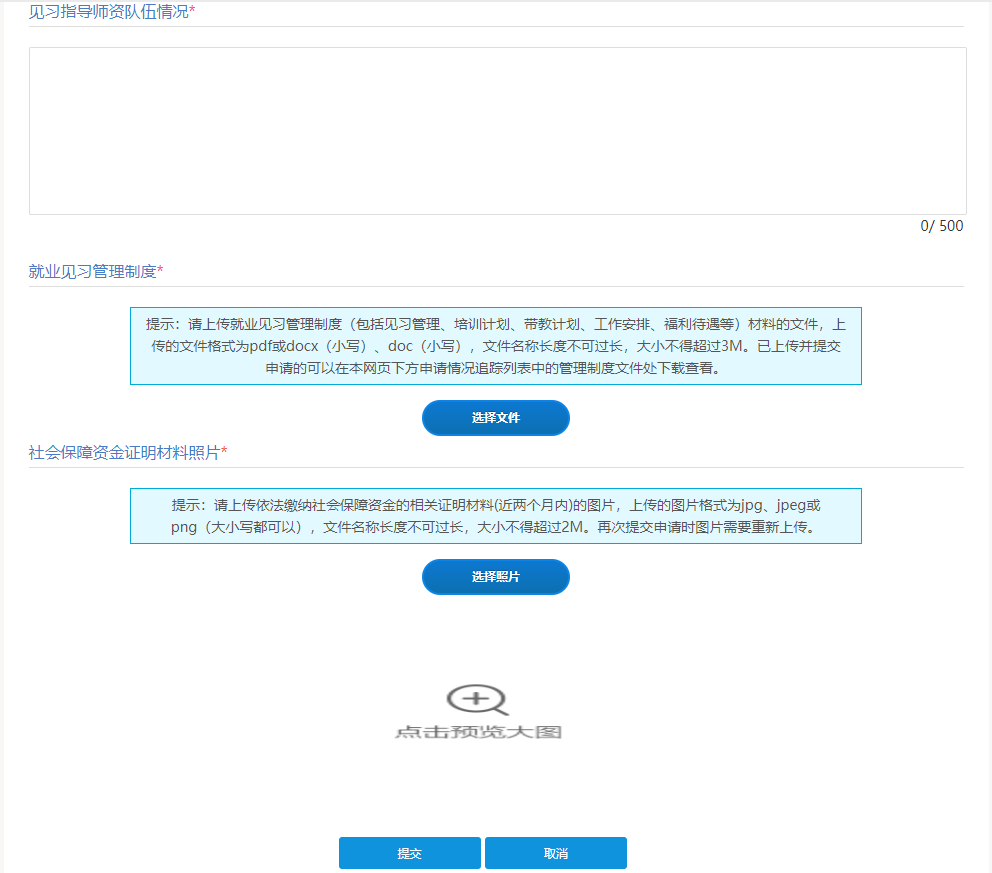 见习指导师资队伍情况*
0/ 500
就业见习管理制度*
提示：请上传就业见习管理制度（包括见习管理、培训计划、带教计划、工作安排、福利待遇等）材料的文件，上
传的文件格式为pdf或docx（小写）、doc（小写），文件名称长度不可过长，大小不得超过3M。已上传并提交
申请的可以在本网页下方申请情况追踪列表中的管理制度文件处下载查看。
选择文件
社会保障资金证明材料照片*
提示：请上传依法缴纳社会保障资金的相关证明材料(近两个月内)的图片，上传的图片格式为jpg、jpeg或
png（大小写都可以），文件名称长度不可过长，大小不得超过2M。再次提交申请时图片需要重新上传。
选择照片
点击预览大图
提交 取消